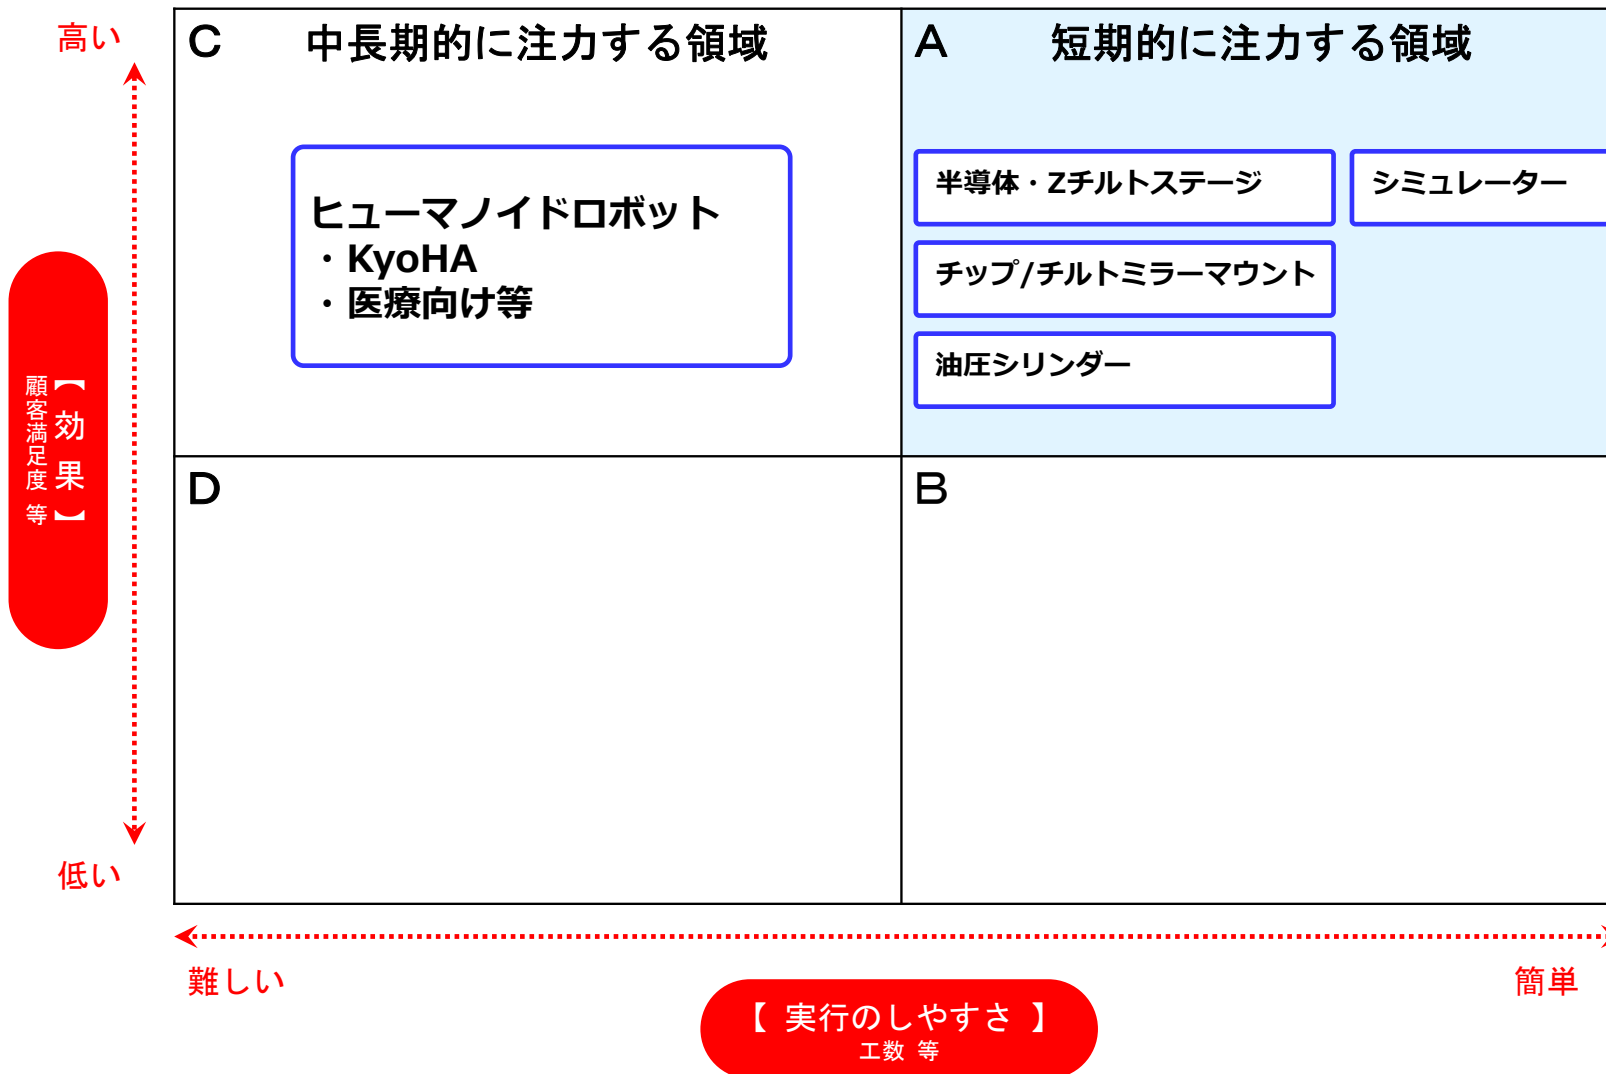 高い
C 中長期的に注力する領域
A 短期的に注力する領域
ヒューマノイドロボット
・KyoHA
・医療向け等
半導体・Zチルトステージ
シミュレーター
チップ/チルトミラーマウント
油圧シリンダー
【効果】
顧客満足度 等
D
B
低い
難しい
簡単
【 実行のしやすさ 】
工数 等